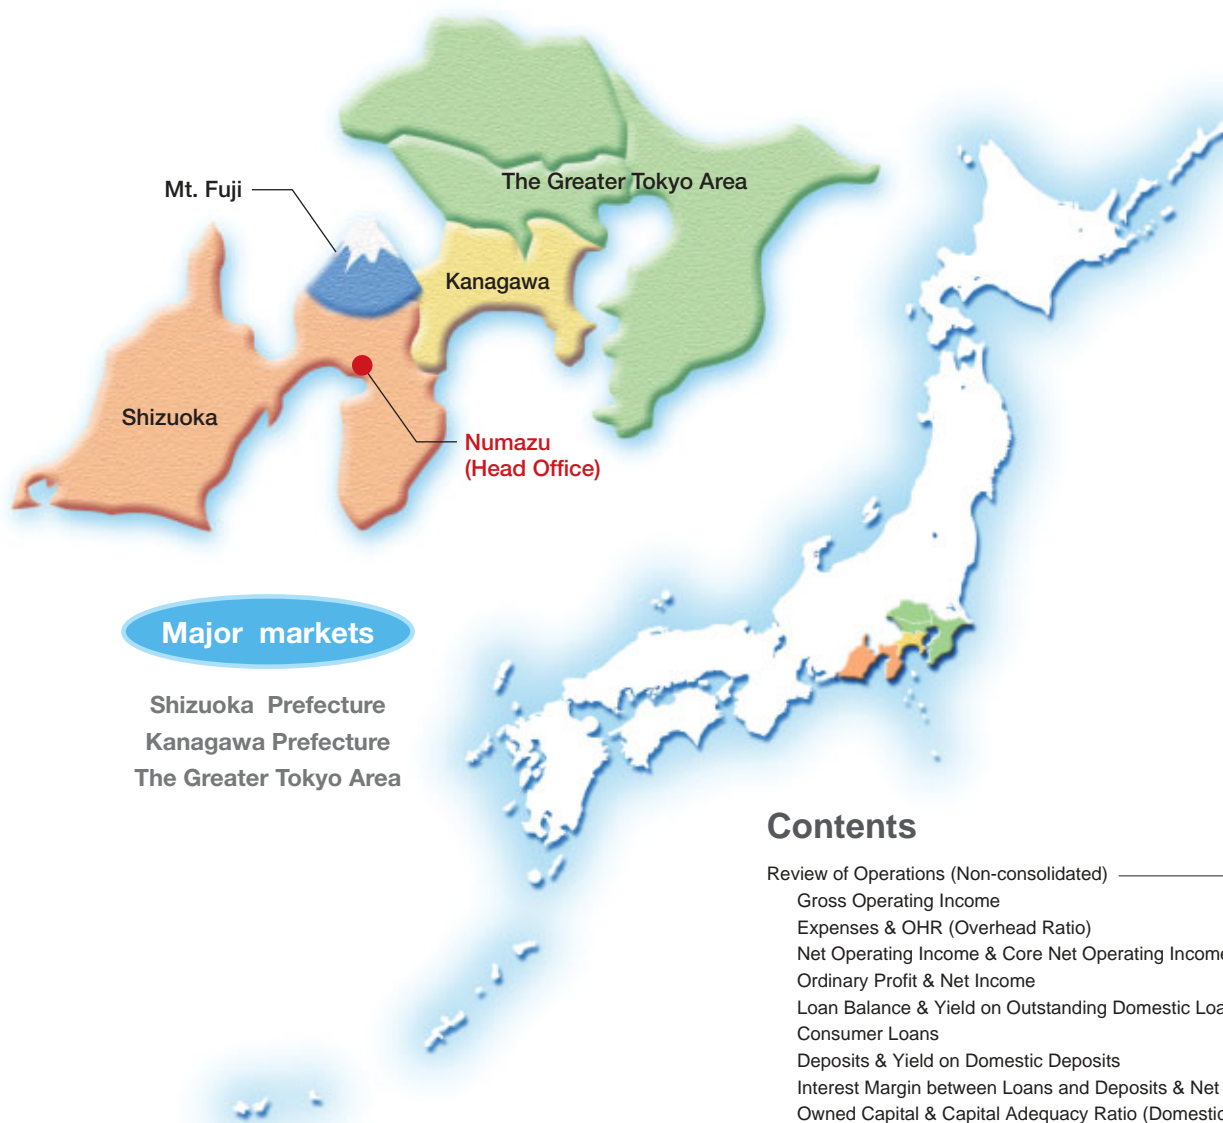 The Greater Tokyo Area
Mt. Fuji
Kanagawa
Shizuoka
Numazu
(Head Office)
Major markets
Shizuoka Prefecture
Kanagawa Prefecture
The Greater Tokyo Area
Contents
Review of Operations (Non-consolidated)
Gross Operating Income
Expenses & OHR (Overhead Ratio)
Net Operating Income & Core Net Operating Income
Ordinary Profit & Net Income
Loan Balance & Yield on Outstanding Domestic
Consumer Loans
Deposits & Yield on Domestic Deposits
Interest Margin between Loans and Deposits & Net
Owned Capital & Capital Adequacy Ratio (Domestic